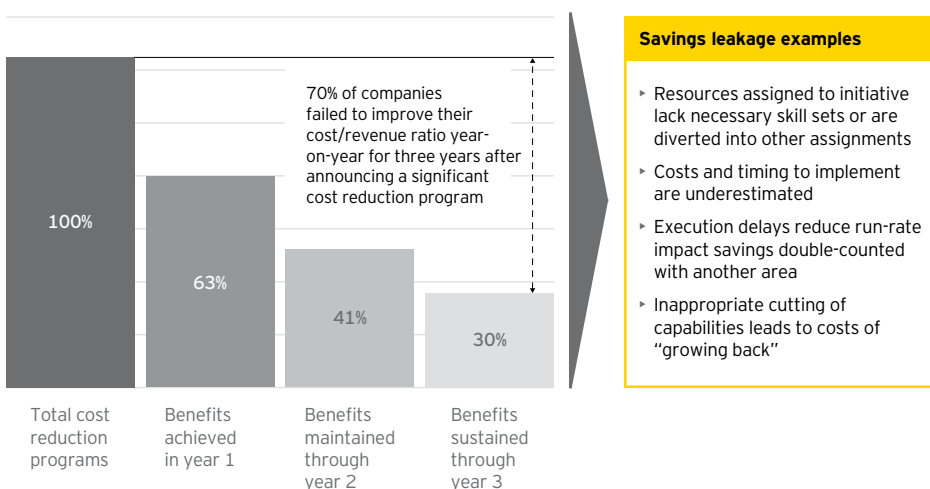 70% of companies
failed to improve their
cost/revenue ratio year-
on-year for three years after
announcing a significant
cost reduction program
100%
63%
41%
30%
Total cost
reduction
programs
Benefits
achieved
in year 1
Benefits
maintained
through
year 2
Benefits
sustained
through
year 3
Savings leakage examples
‣ Resources assigned to initiative
lack necessary skill sets or are
diverted into other assignments
‣ Costs and timing to implement
are underestimated
‣ Execution delays reduce run-rate
impact savings double-counted
with another area
‣ Inappropriate cutting of
capabilities leads to costs of
“growing back”